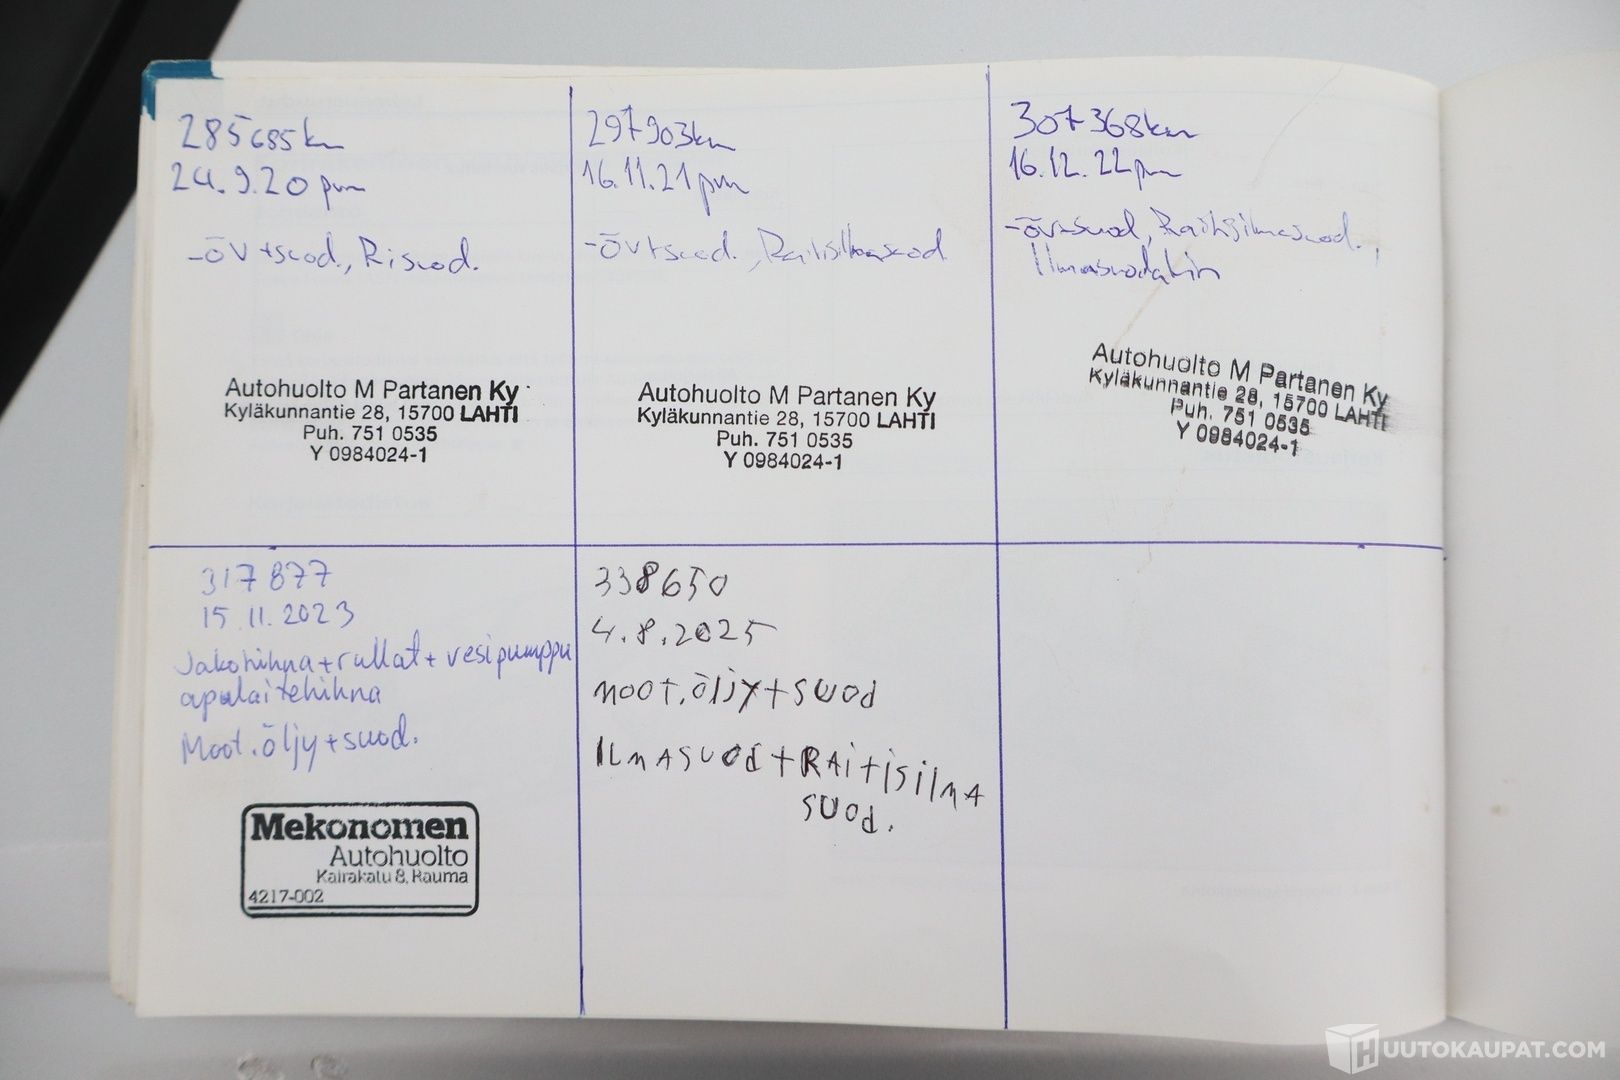 285685km
24.9.20 pvm
-öv+suod., Risuod.
Autohuolto M Partanen Ky
Kyläkunnantie 28, 15700 LAHTI
Puh. 751 0535
Y 0984024-1
297903km
16.11.21 pvm
-öv+suod., Raitisilmasuod
Autohuolto M Partanen Ky
Kyläkunnantie 28, 15700 LAHTI
Puh. 751 0535
Y 0984024-1
307368km
16.12.22 pvm
-öv+suod, Raitisilmasuod.,
Ilmasuodatin
Autohuolto M Partanen Ky
Kyläkunnantie 28, 15700 LAHTI
Puh. 751 0535
Y 0984024-1
317877
15.11.2023
Jakohihna+rullat+vesipumppu
apulaitehihna
Moot.öljy+suod.
Mekonomen
Autohuolto
Kairakatu 8, Rauma
4217-002
338650
4.8.2025
moot.öljy+suod
ILMASUOd+RAitisilmA
suod.
HUUTOKAUPAT.COM